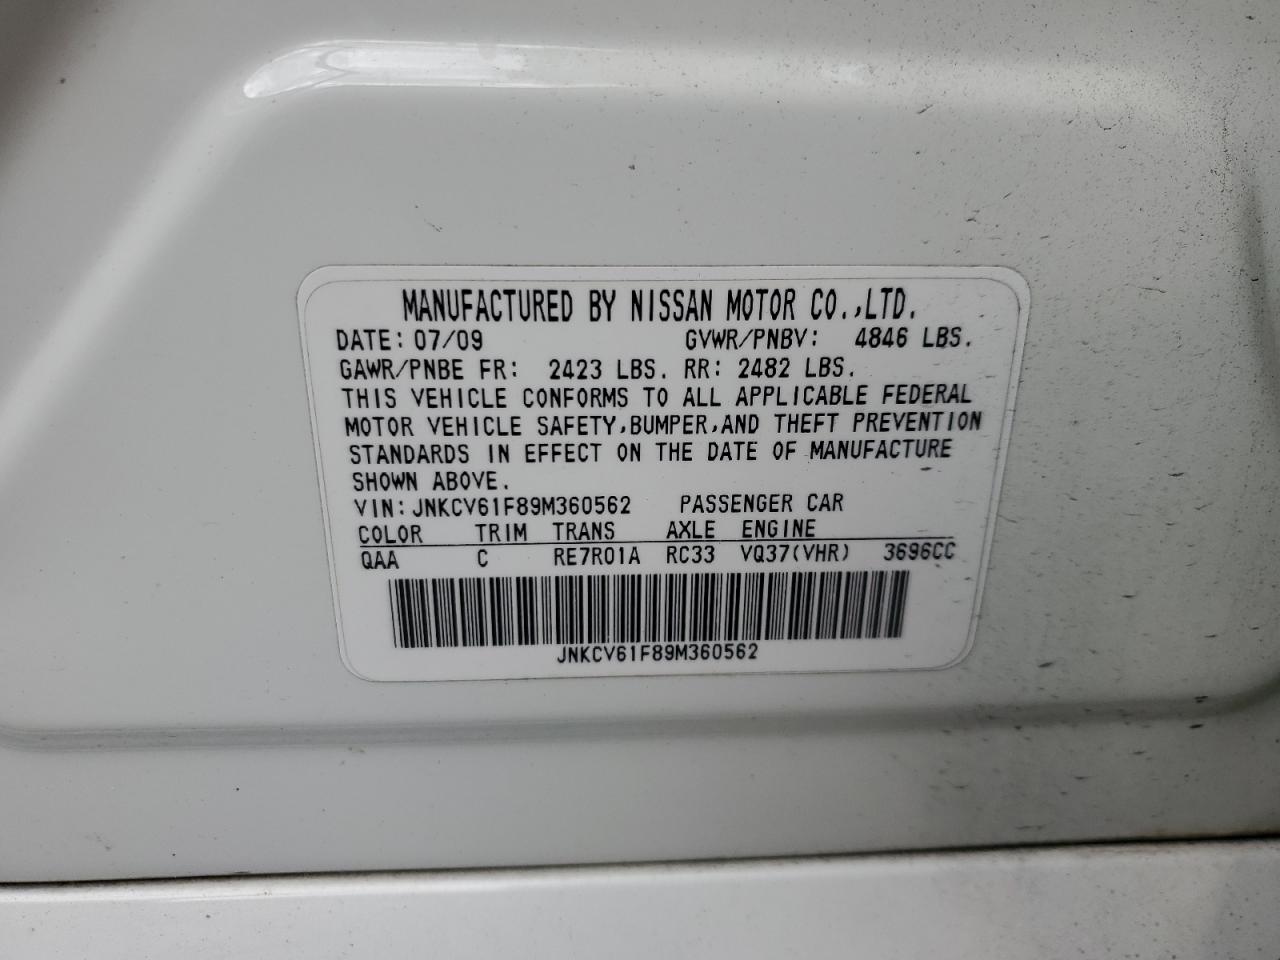 MANUFACTURED BY NISSAN MOTOR CO.,LTD.
DATE: 07/09 GVWR/PNBV: 4846 LBS.
GAWR/PNBE FR: 2423 LBS. RR: 2482 LBS.
THIS VEHICLE CONFORMS TO ALL APPLICABLE FEDERAL
MOTOR VEHICLE SAFETY,BUMPER,AND THEFT PREVENTION
STANDARDS IN EFFECT ON THE DATE OF MANUFACTURE
SHOWN ABOVE.
VIN: JNKCV61F89M360562 PASSENGER CAR
COLOR TRIM TRANS AXLE ENGINE
QAA C RE7R01A RC33 VQ37(VHR) 3696CC
JNKCV61F89M360562